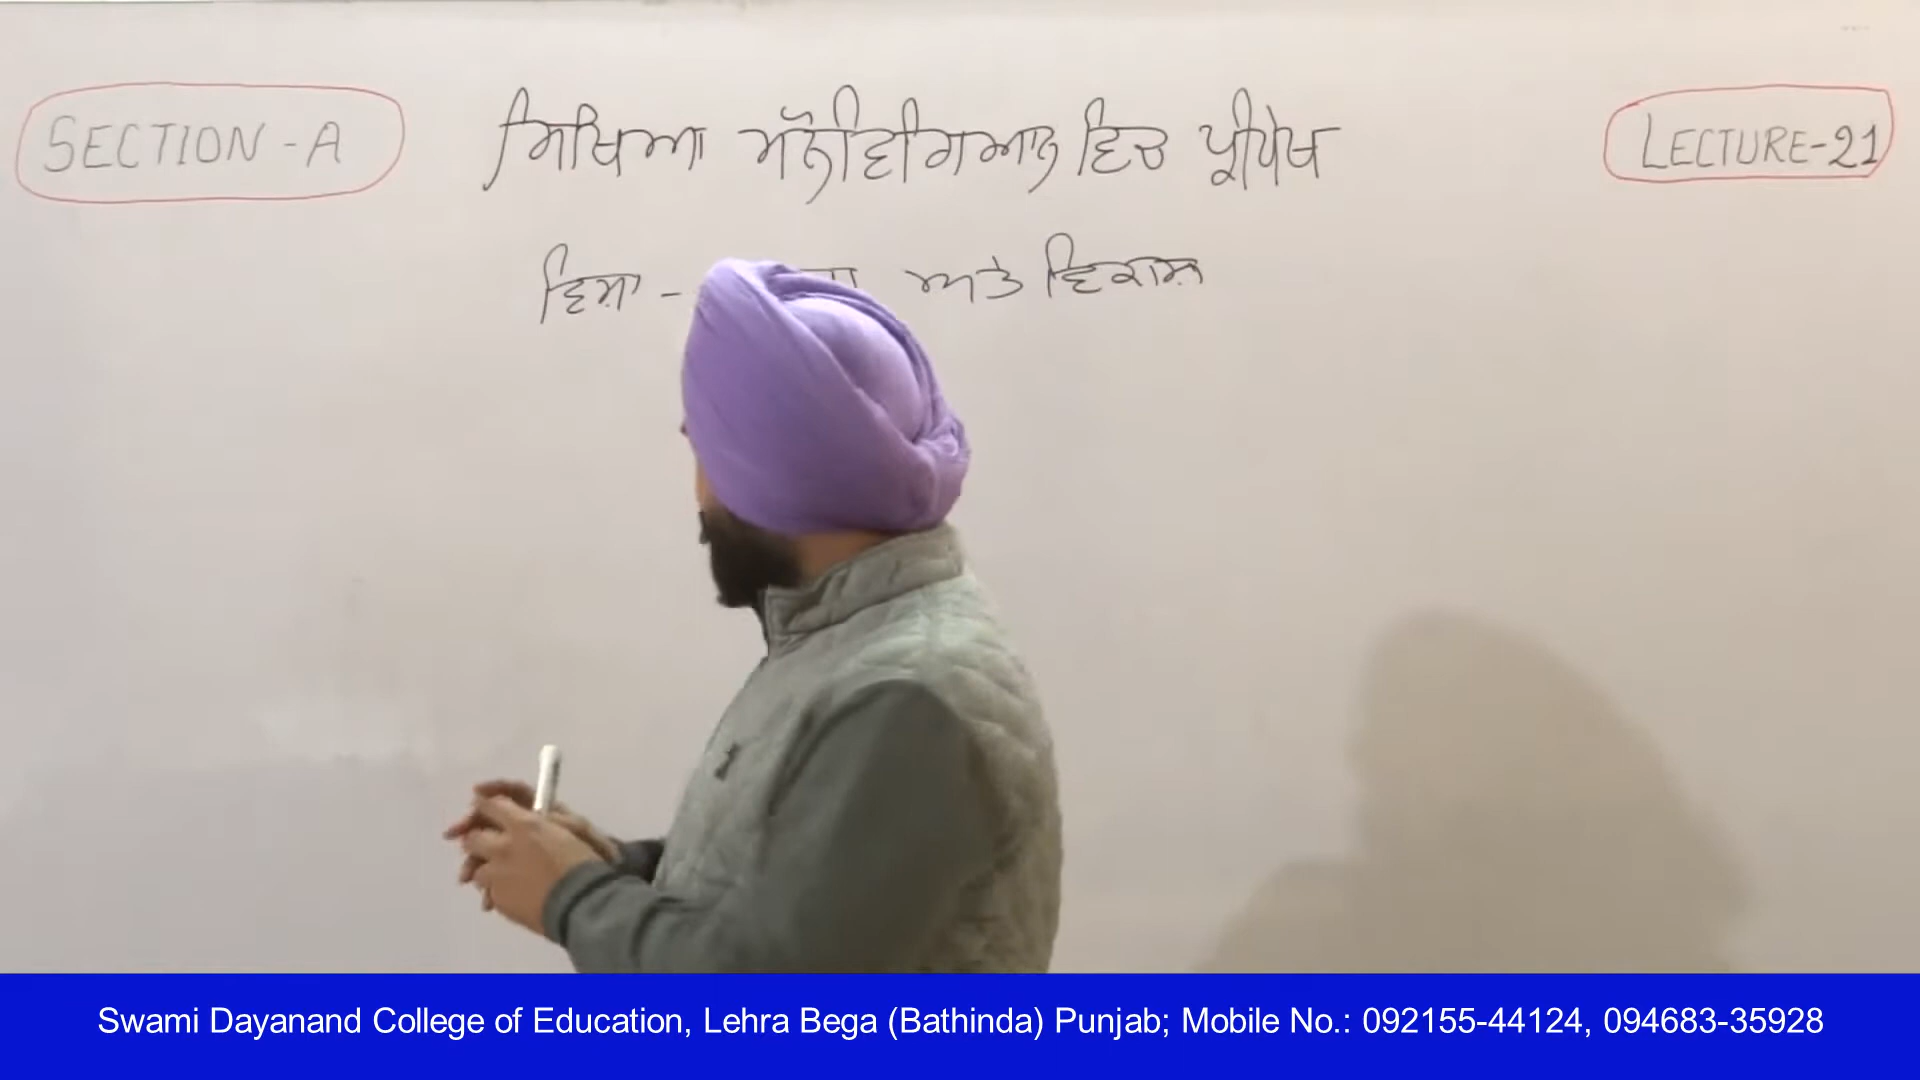 SECTION-A
ਸਿਖਿਆ ਮਨੋਵਿਗਿਆਨ ਵਿਚ ਪ੍ਰੀਪੇਖ
LECTURE-21
ਵਿਸ਼ਾ - ਅਤੇ ਵਿਕਾਸ਼
Swami Dayanand College of Education, Lehra Bega (Bathinda) Punjab; Mobile No.: 092155-44124, 094683-35928